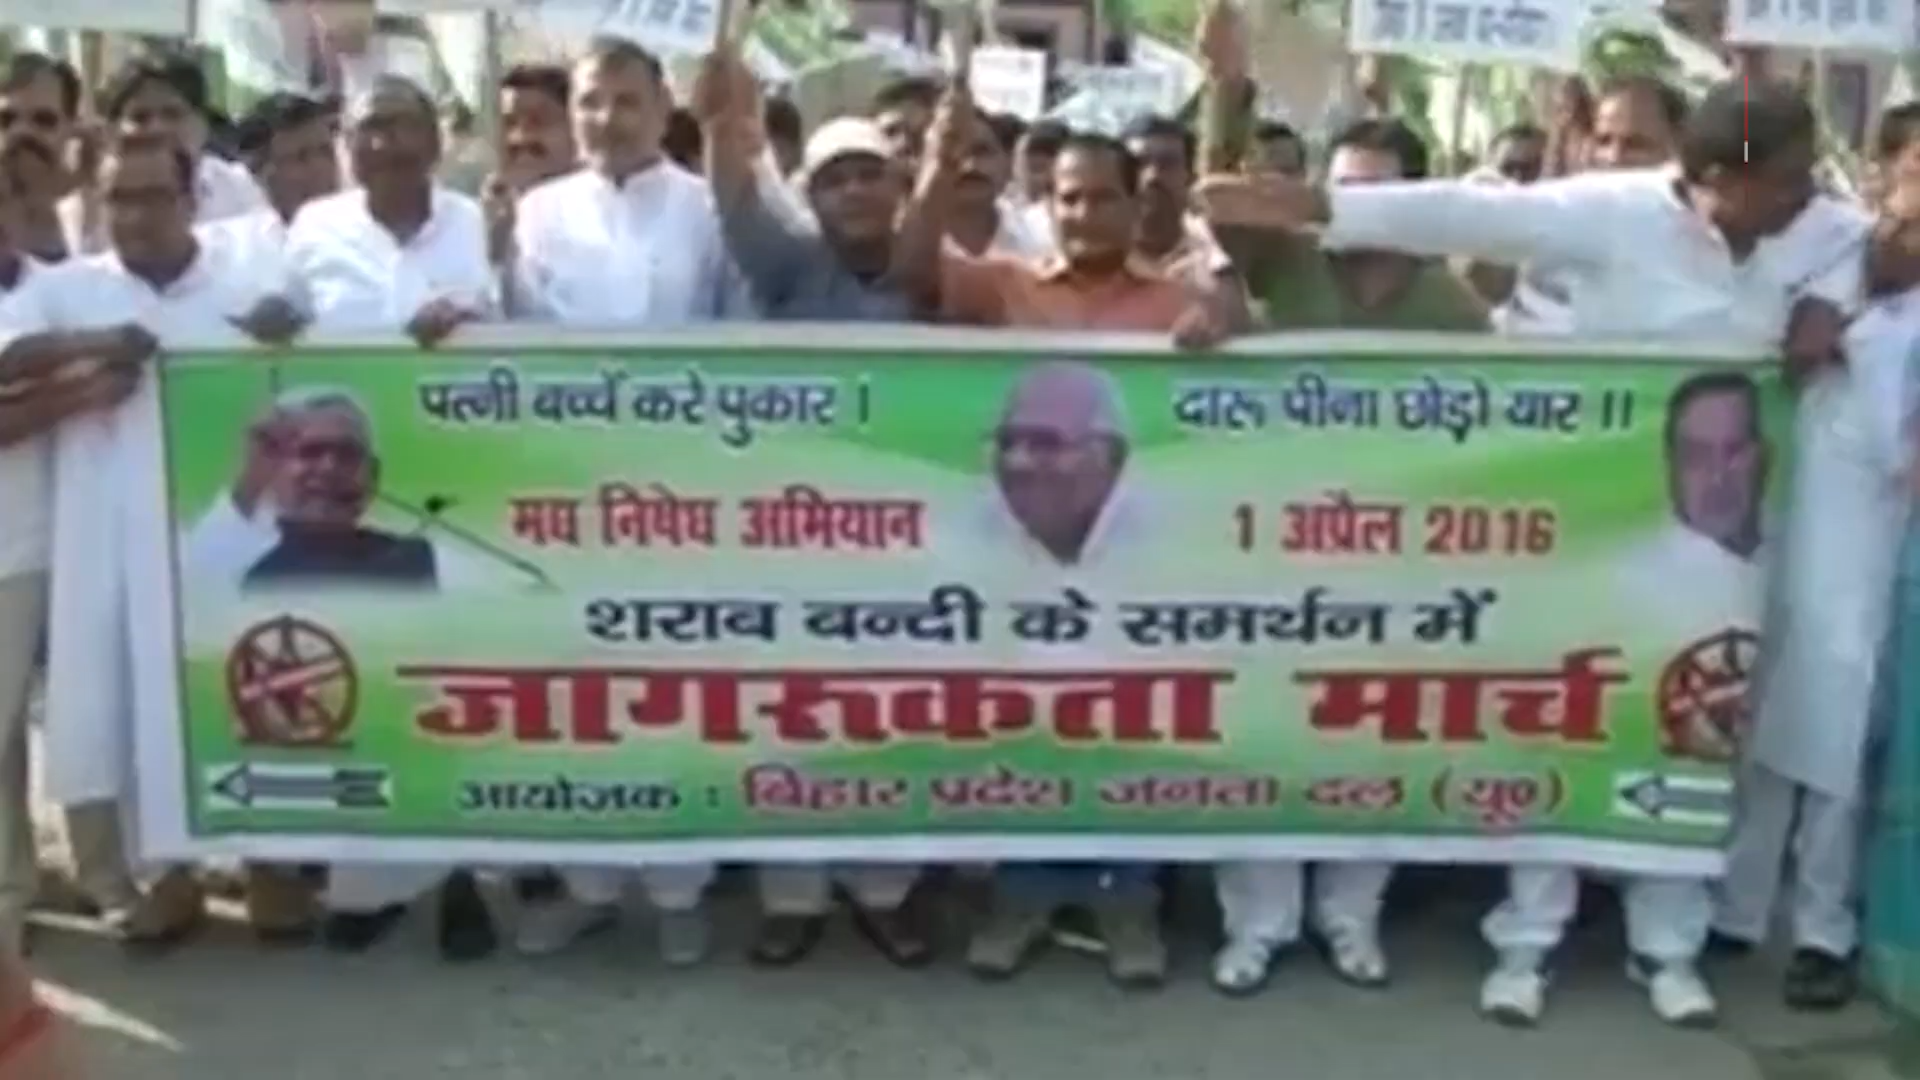 पत्नी बच्चें करे पुकार । दारू पीना छोड़ो यार ।।
मद्य निषेध अभियान 1 अप्रैल 2016
शराब बन्दी के समर्थन में
जागरूकता मार्च
आयोजक : बिहार प्रदेश जनता दल (यू०)